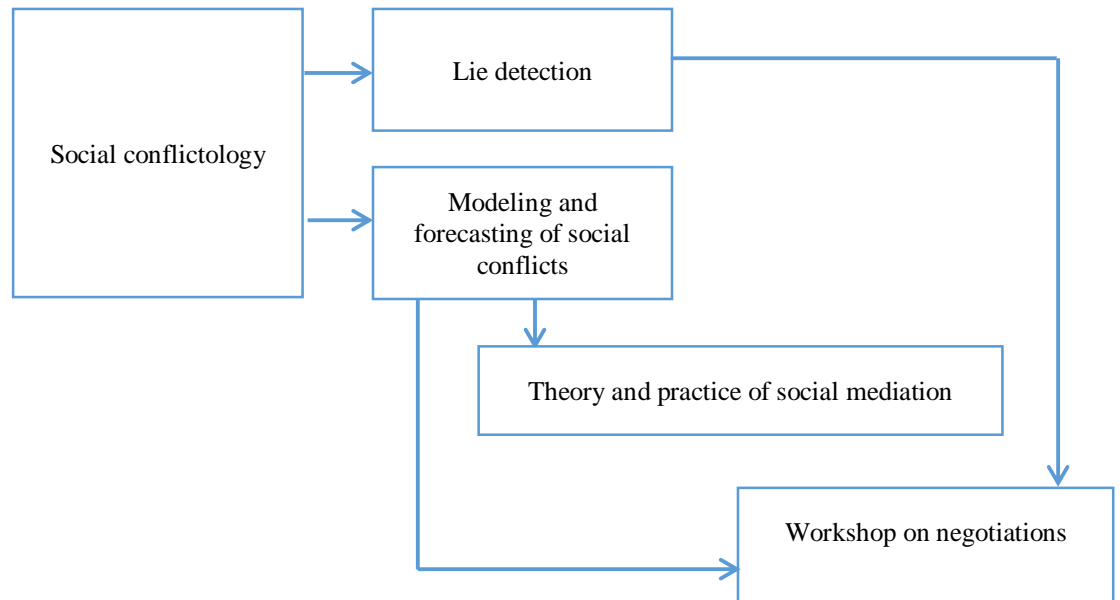 Social conflictology
Lie detection
Modeling and
forecasting of social
conflicts
Theory and practice of social mediation
Workshop on negotiations